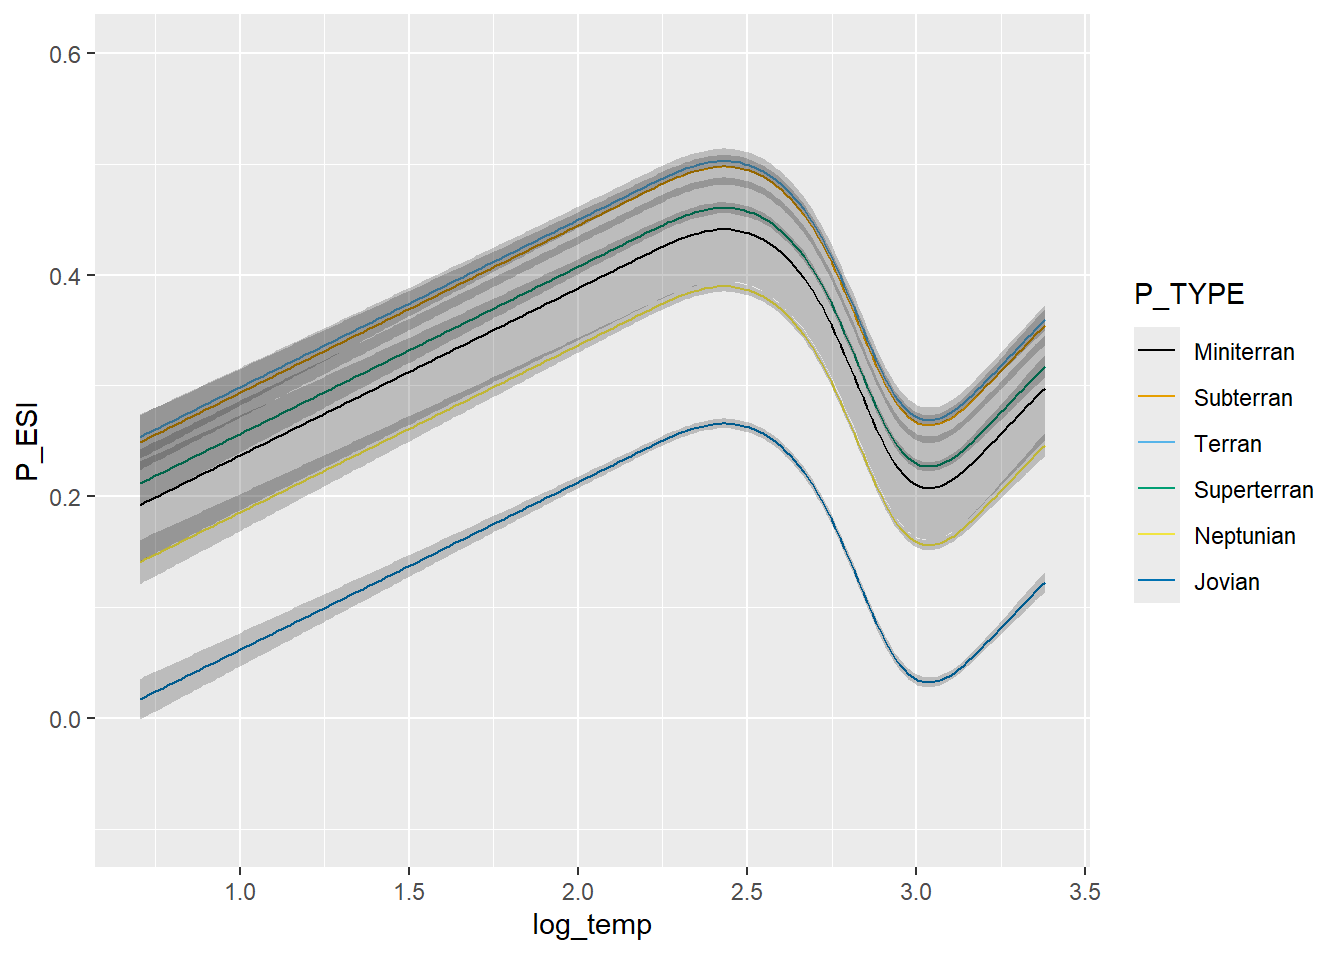 0.6
0.4
0.2
0.0
P_ESI
1.0 1.5 2.0 2.5 3.0 3.5
log_temp
P_TYPE
Miniterran
Subterran
Terran
Superterran
Neptunian
Jovian